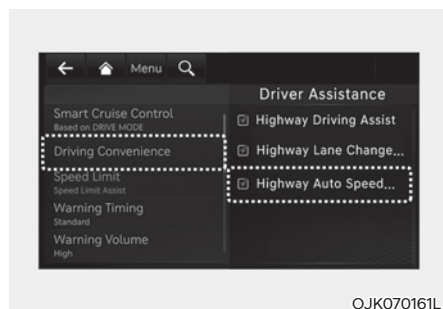 Menu
Driver Assistance
Smart Cruise Control
Based on DRIVE MODE
Driving Convenience
Speed Limit
Speed Limit Assist
Warning Timing
Standard
Warning Volume
High
Highway Driving Assist
Highway Lane Change...
Highway Auto Speed...
OJK070161L